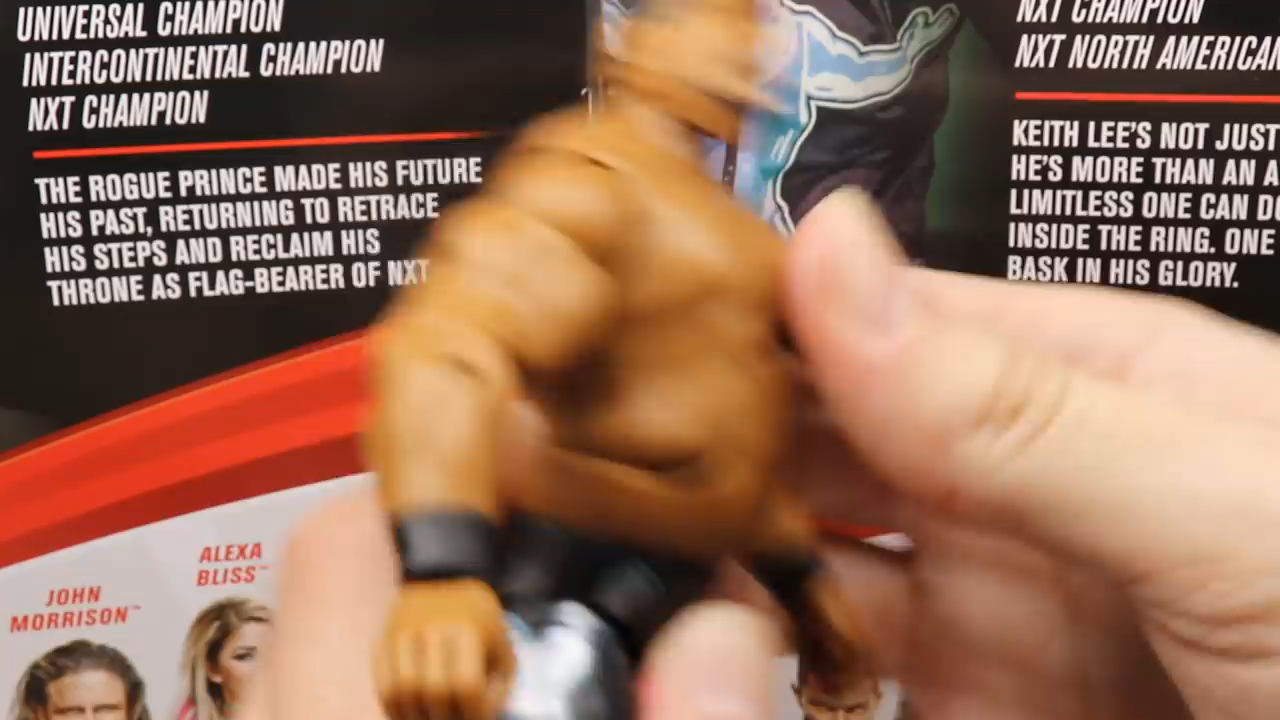 UNIVERSAL CHAMPION
INTERCONTINENTAL CHAMPION
NXT CHAMPION
THE ROGUE PRINCE MADE HIS FUTURE
HIS PAST, RETURNING TO RETRACE
HIS STEPS AND RECLAIM HIS
THRONE AS FLAG-BEARER OF NXT
NXT CHAMPION
NXT NORTH AMERICAN
KEITH LEE'S NOT JUST
HE'S MORE THAN AN A
LIMITLESS ONE CAN DO
INSIDE THE RING. ONE
BASK IN HIS GLORY.
ALEXA
BLISS™
JOHN
MORRISON™